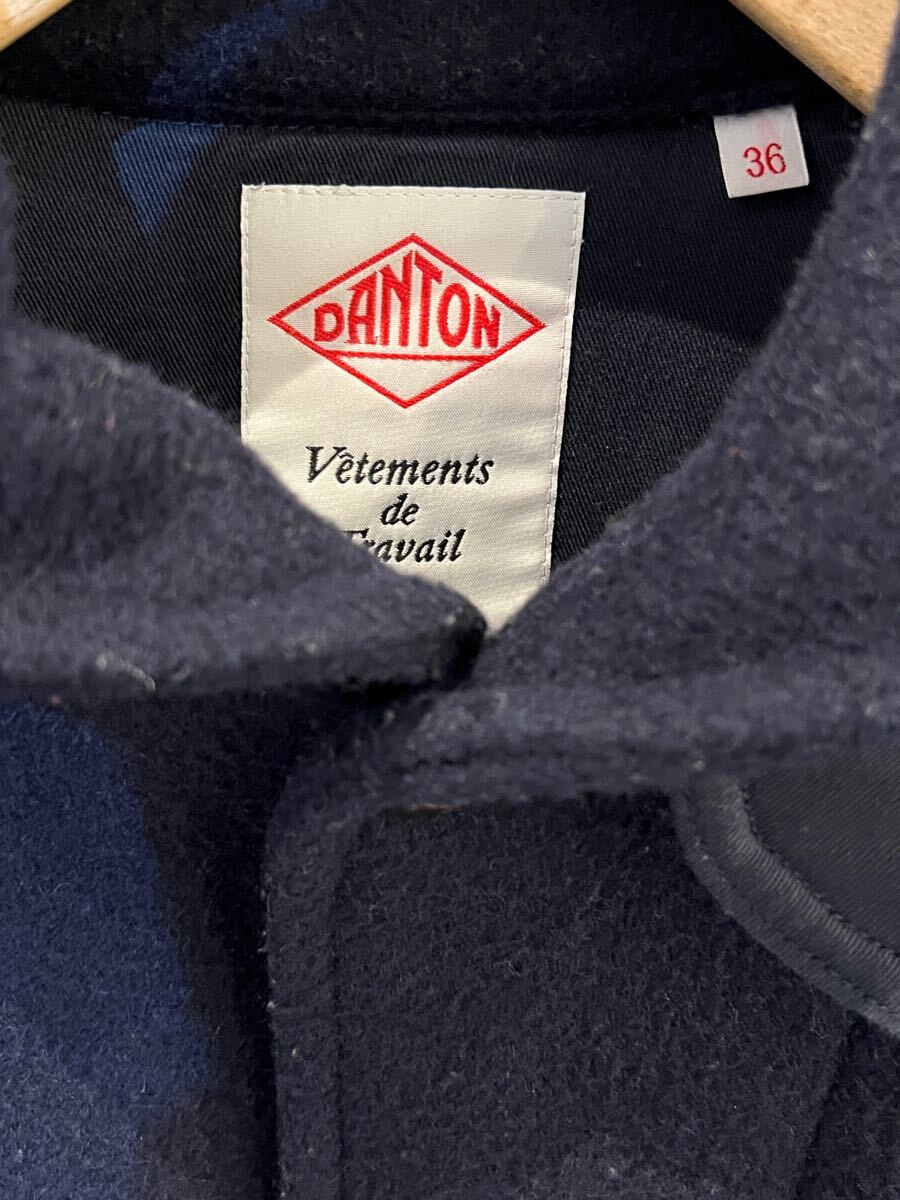 36
DANTON
Vêtements
de
Travail